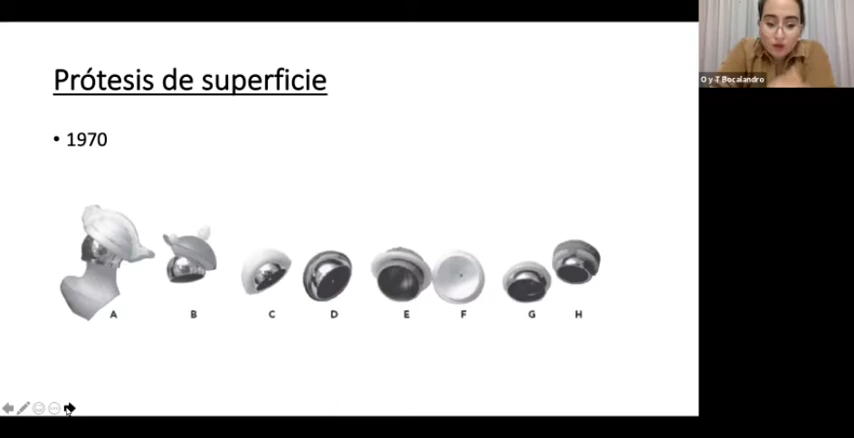 Prótesis de superficie
• 1970
A B C D E F G H
O y T Bocalandro